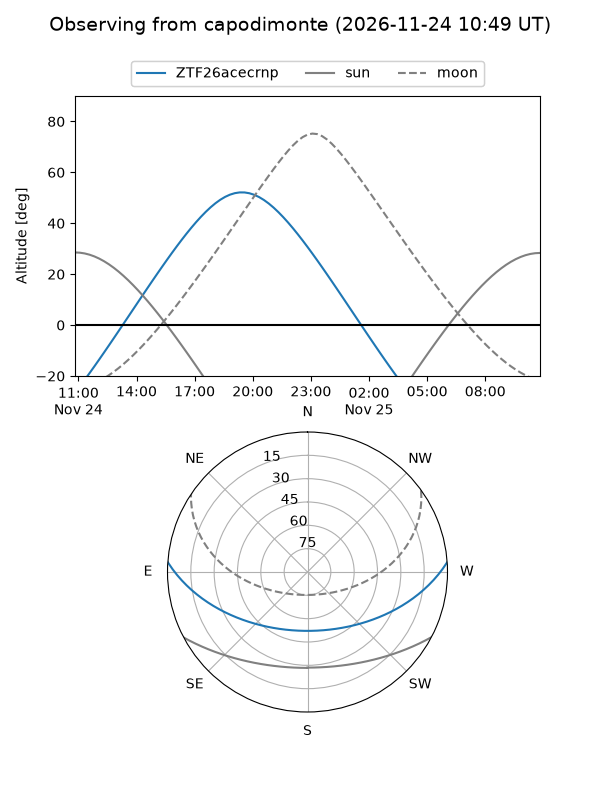 Observing from capodimonte (2026-11-24 10:49 UT)
ZTF26acecrnp sun moon
Altitude [deg]
80
60
40
20
0
−20
11:00 14:00 17:00 20:00 23:00 02:00 05:00 08:00
Nov 24 Nov 25
N
NE NW
15
30
45
60
75
E W
SE SW
S